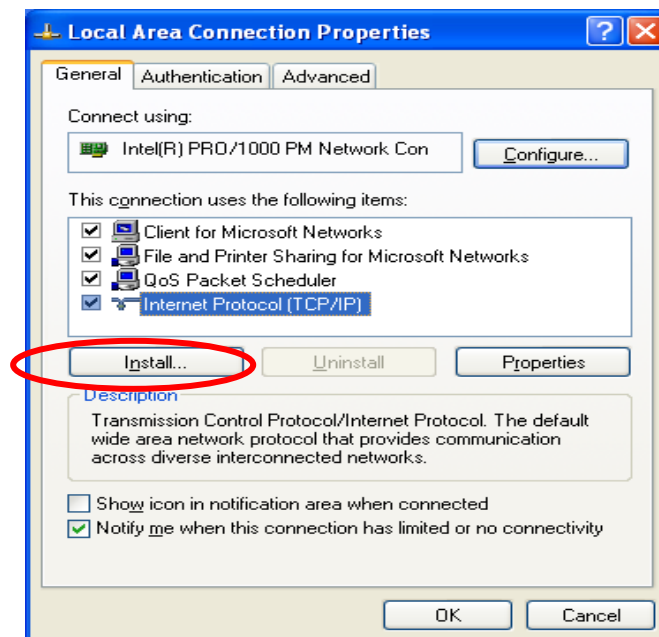 Local Area Connection Properties
General Authentication Advanced
Connect using:
Intel(R) PRO/1000 PM Network Con Configure...
This connection uses the following items:
Client for Microsoft Networks
File and Printer Sharing for Microsoft Networks
QoS Packet Scheduler
Internet Protocol (TCP/IP)
Install... Uninstall Properties
Description
Transmission Control Protocol/Internet Protocol. The default
wide area network protocol that provides communication
across diverse interconnected networks.
Show icon in notification area when connected
Notify me when this connection has limited or no connectivity
OK Cancel